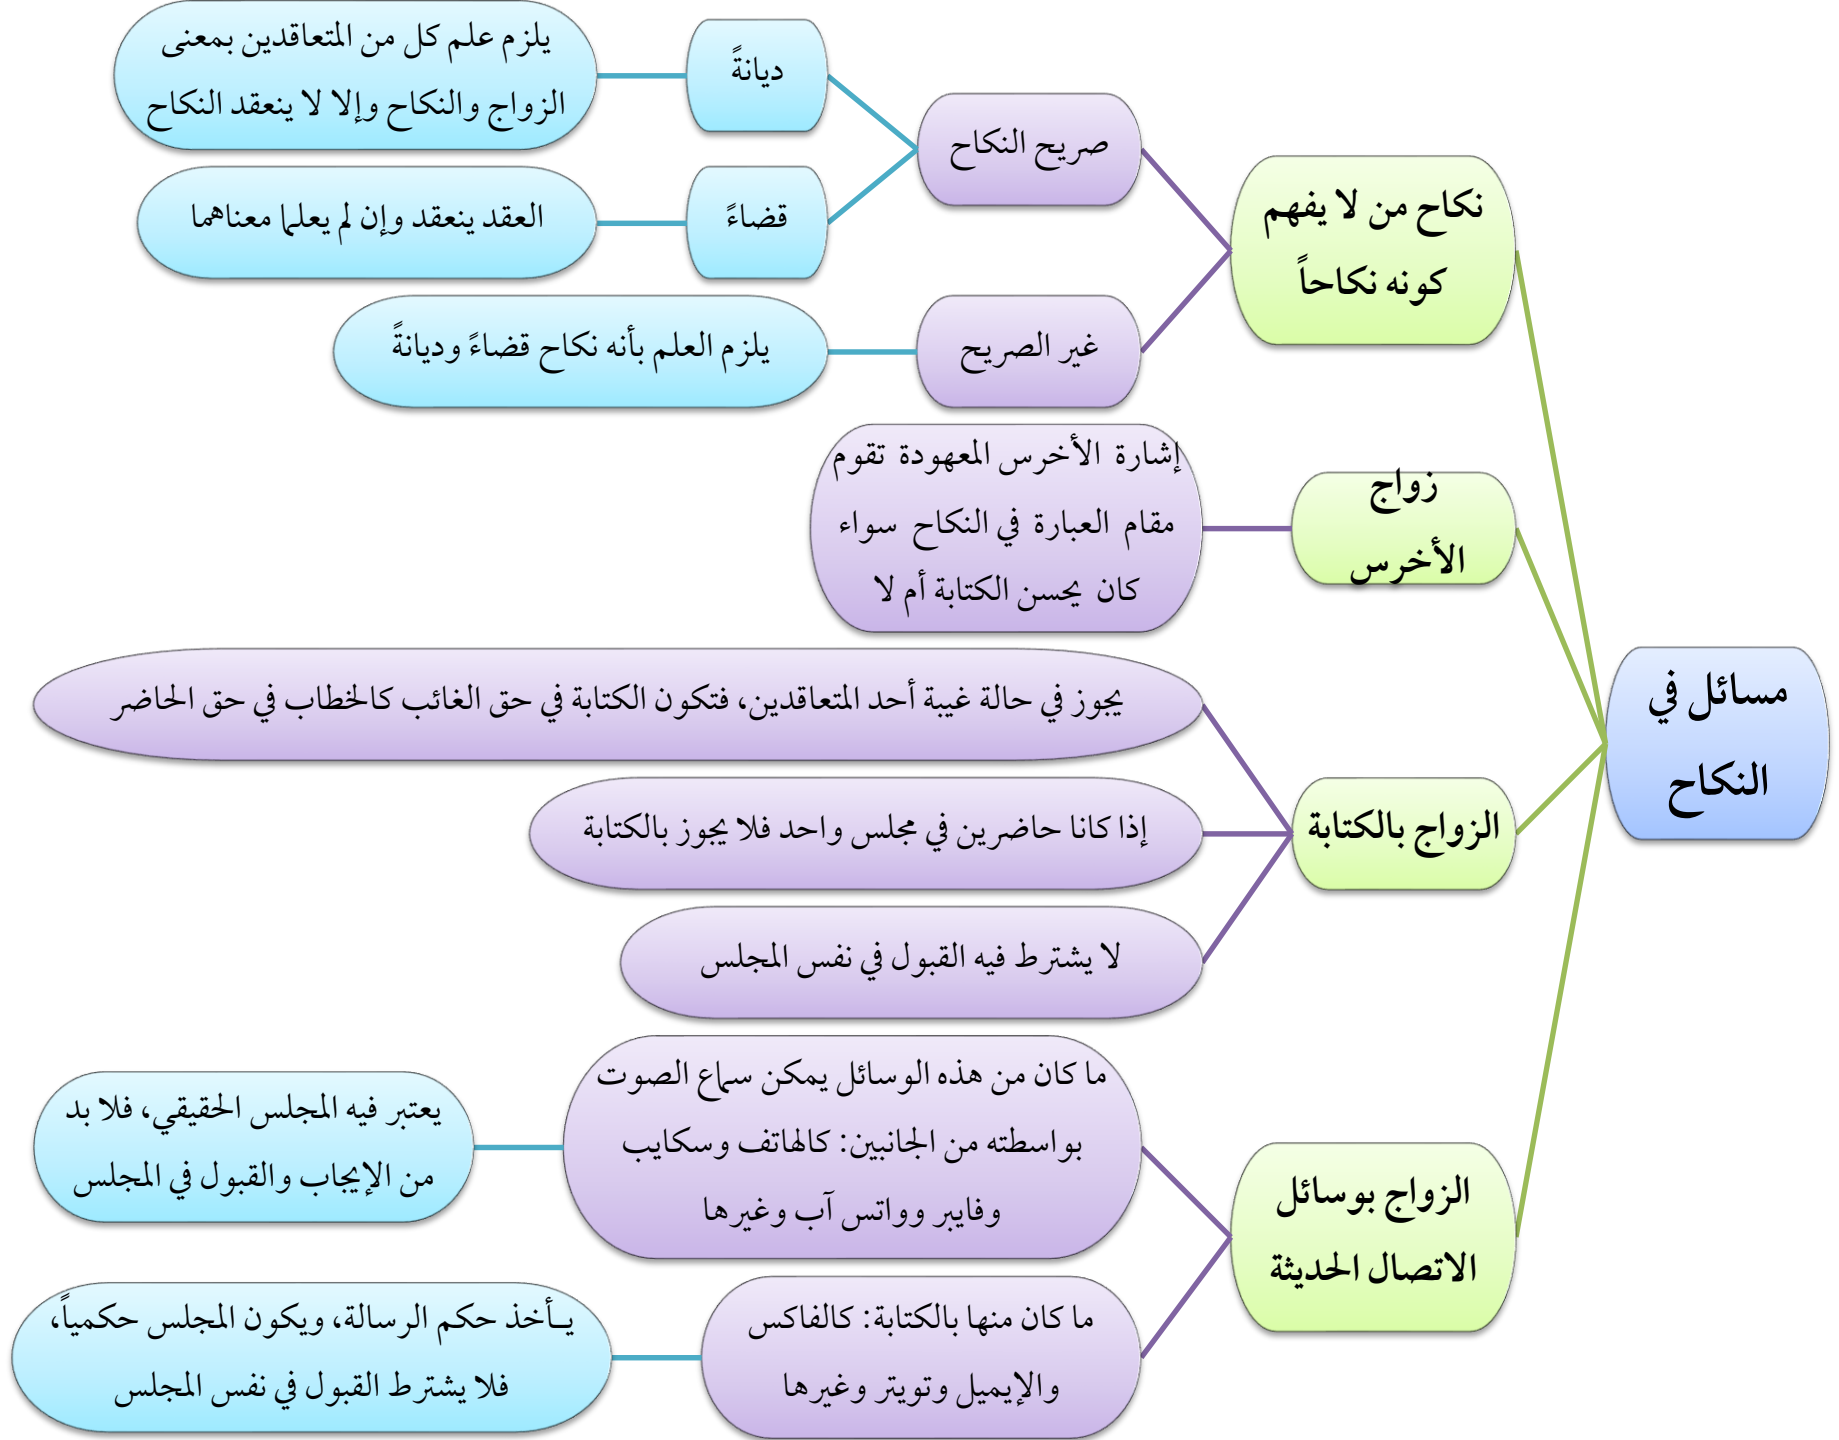 مسائل في
النكاح
نكاح من لا يفهم
كونه نكاحاً
صريح النكاح
ديانةً
يلزم علم كل من المتعاقدين بمعنى
الزواج والنكاح وإلا لا ينعقد النكاح
قضاءً
العقد ينعقد وإن لم يعلما معناهما
غير الصريح
يلزم العلم بأنه نكاح قضاءً وديانةً
زواج
الأخرس
إشارة الأخرس المعهودة تقوم
مقام العبارة في النكاح سواء
كان يحسن الكتابة أم لا
الزواج بالكتابة
يجوز في حالة غيبة أحد المتعاقدين، فتكون الكتابة في حق الغائب كالخطاب في حق الحاضر
إذا كانا حاضرين في مجلس واحد فلا يجوز بالكتابة
لا يشترط فيه القبول في نفس المجلس
الزواج بوسائل
الاتصال الحديثة
ما كان من هذه الوسائل يمكن سماع الصوت
بواسطته من الجانبين: كالهاتف وسكايب
وفايبر وواتس آب وغيرها
يعتبر فيه المجلس الحقيقي، فلا بد
من الإيجاب والقبول في المجلس
ما كان منها بالكتابة: كالفاكس
والإيميل وتويتر وغيرها
يـأخذ حكم الرسالة، ويكون المجلس حكمياً،
فلا يشترط القبول في نفس المجلس